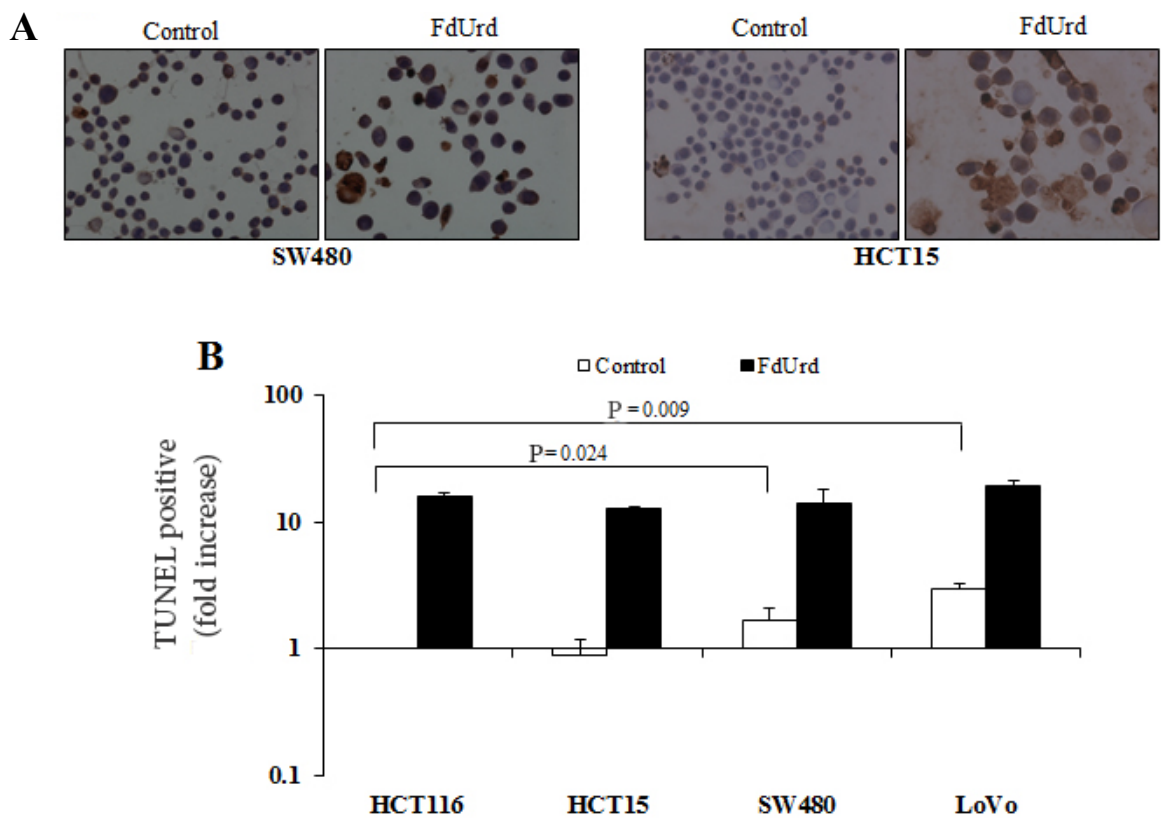 A
Control FdUrd Control FdUrd
SW480 HCT15
B
Control FdUrd
100
P = 0.009
P= 0.024
10
1
0.1
TUNEL positive
(fold increase)
HCT116 HCT15 SW480 LoVo